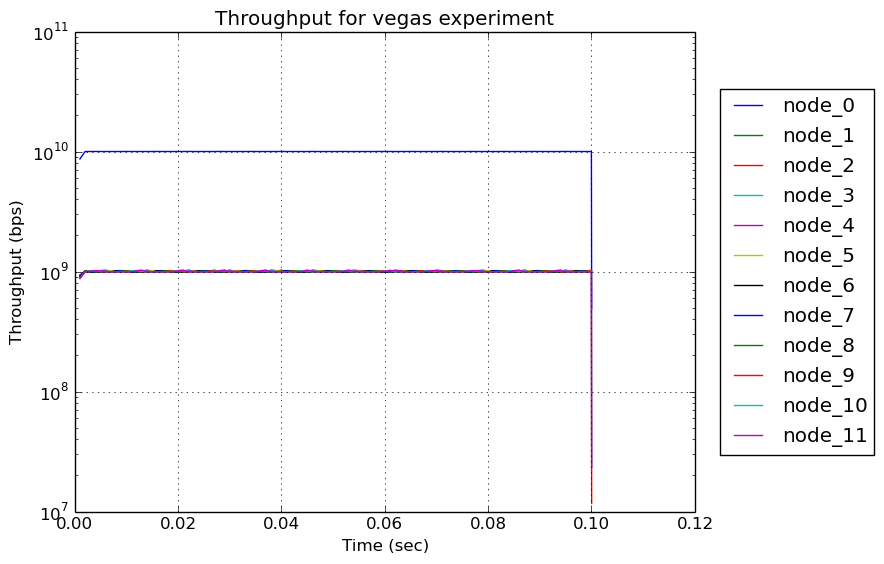 Throughput for vegas experiment
10^11
10^10
10^9
10^8
10^7
Throughput (bps)
0.00 0.02 0.04 0.06 0.08 0.10 0.12
Time (sec)
node_0
node_1
node_2
node_3
node_4
node_5
node_6
node_7
node_8
node_9
node_10
node_11